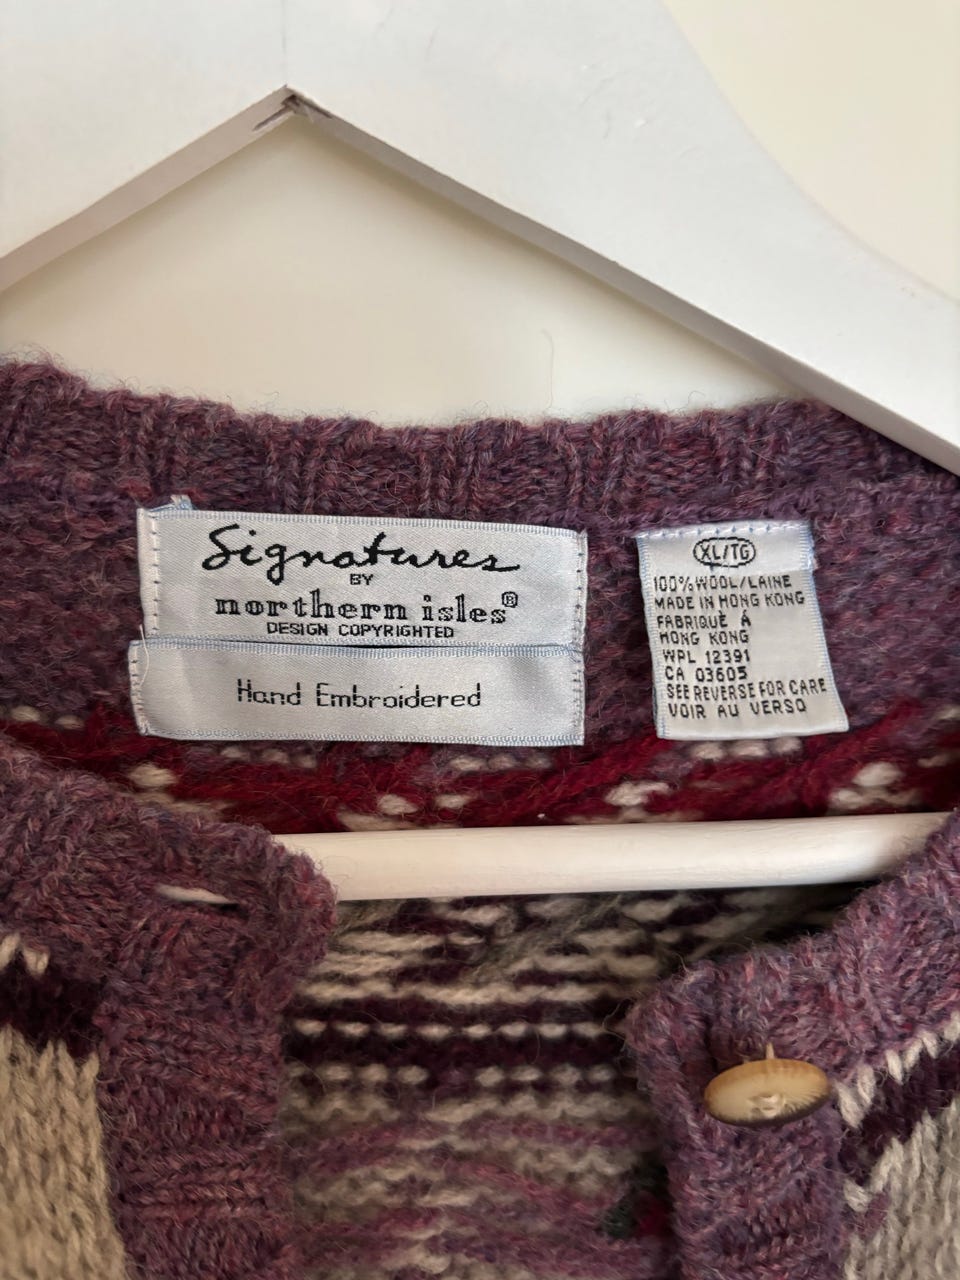 Signatures
BY
northern isles®
DESIGN COPYRIGHTED
Hand Embroidered
XL/TG
100% WOOL/LAINE
MADE IN HONG KONG
FABRIQUÉ À
HONG KONG
WPL 12391
CA 03605
SEE REVERSE FOR CARE
VOIR AU VERSO